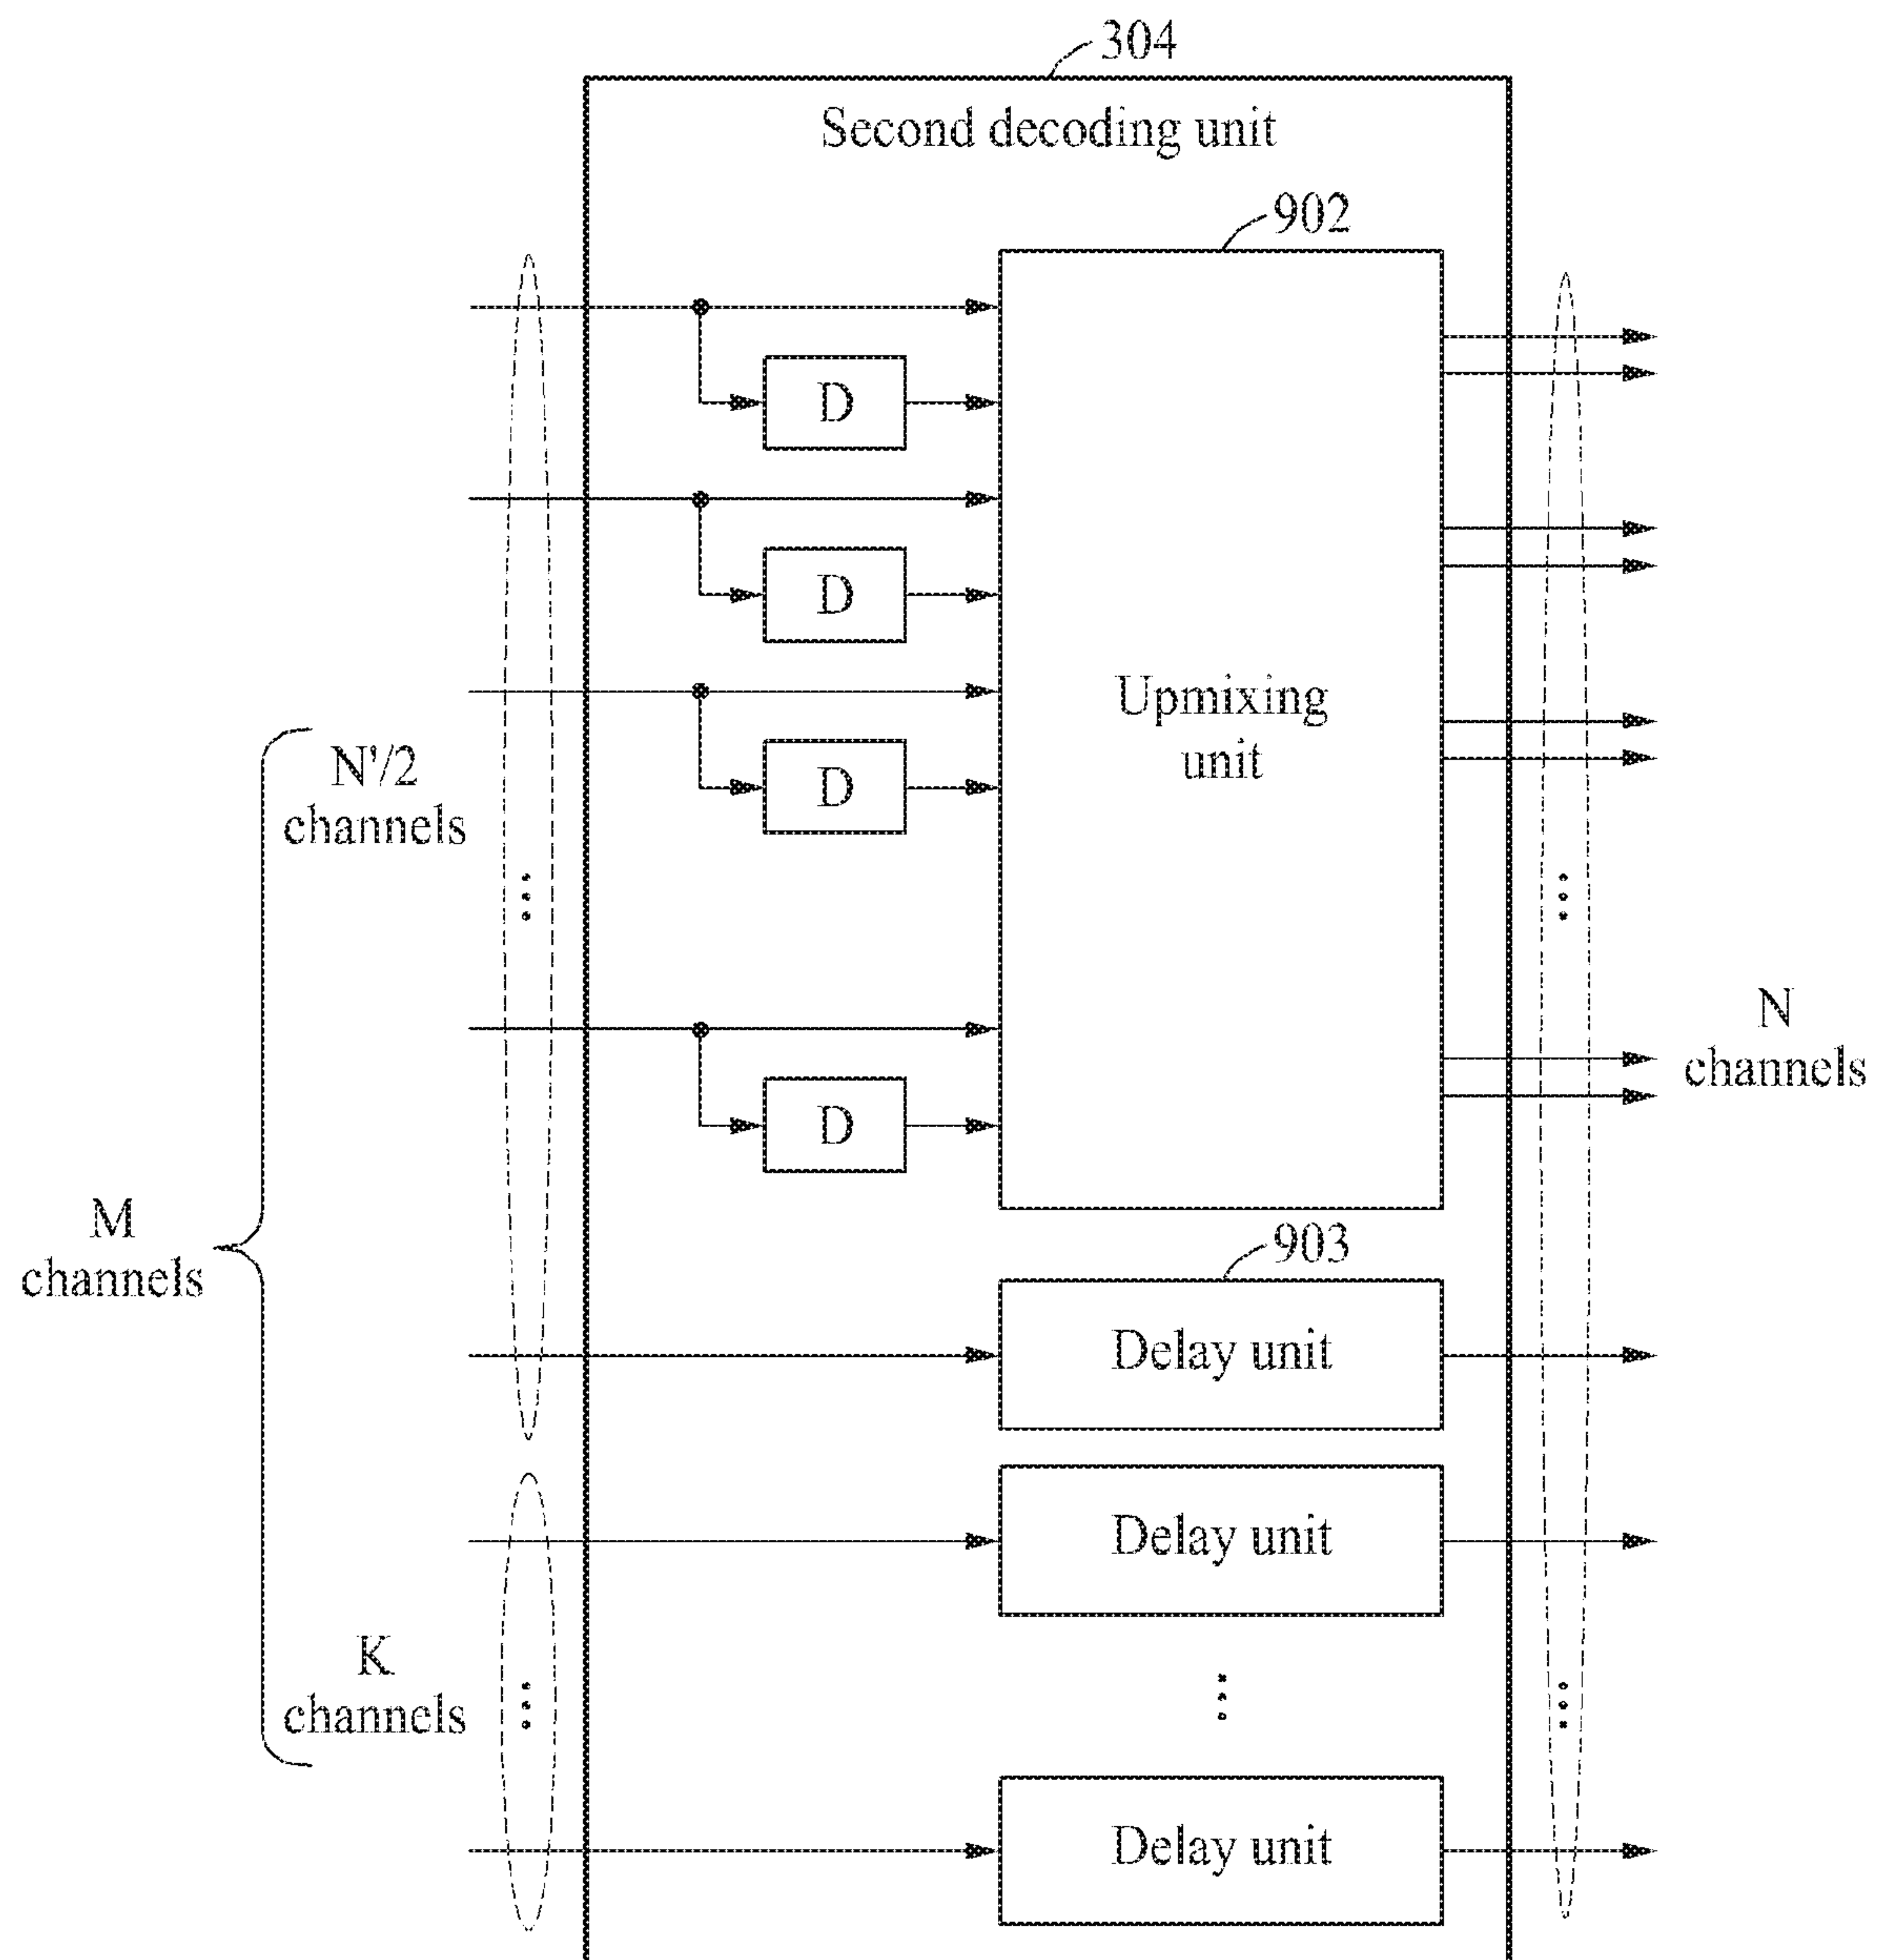 304
Second decoding unit
902
D
D
Upmixing
unit
N'/2
channels
D
N
channels
D
M
channels
903
Delay unit
Delay unit
K
channels
Delay unit